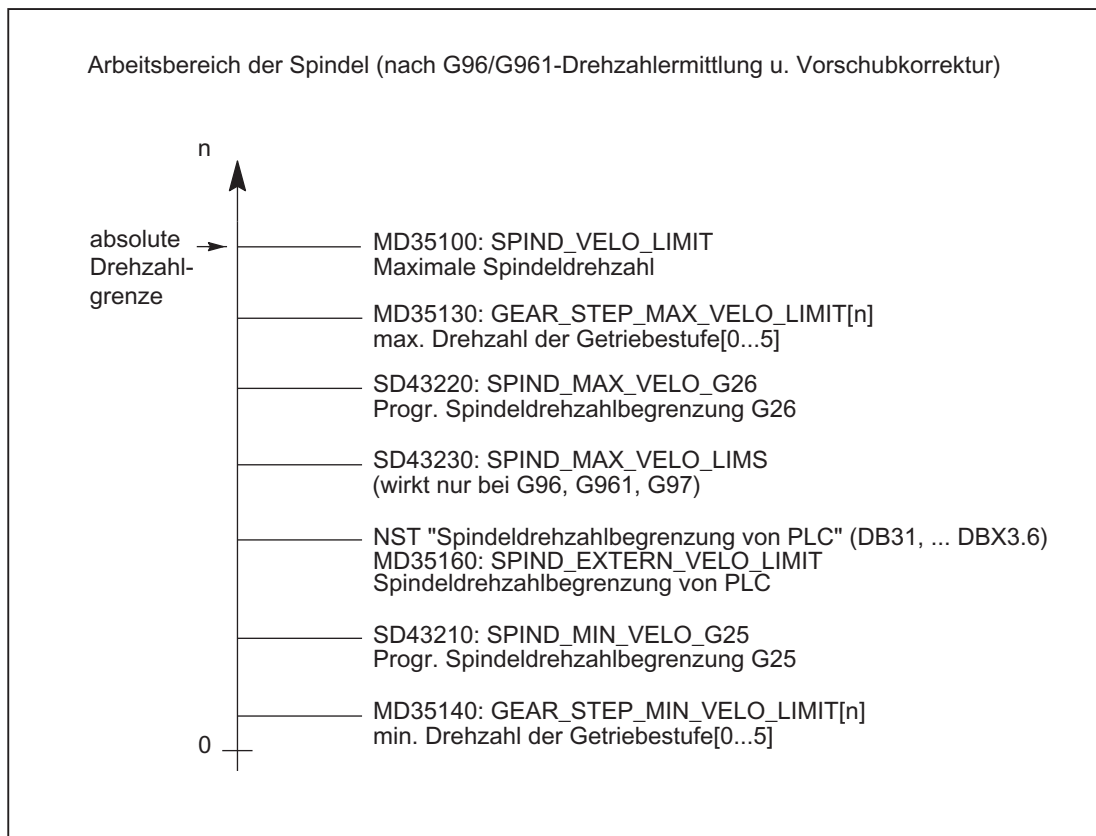 Arbeitsbereich der Spindel (nach G96/G961-Drehzahlermittlung u. Vorschubkorrektur)
n
absolute
Drehzahl-
grenze
MD35100: SPIND_VELO_LIMIT
Maximale Spindeldrehzahl
MD35130: GEAR_STEP_MAX_VELO_LIMIT[n]
max. Drehzahl der Getriebestufe[0...5]
SD43220: SPIND_MAX_VELO_G26
Progr. Spindeldrehzahlbegrenzung G26
SD43230: SPIND_MAX_VELO_LIMS
(wirkt nur bei G96, G961, G97)
NST "Spindeldrehzahlbegrenzung von PLC" (DB31, ... DBX3.6)
MD35160: SPIND_EXTERN_VELO_LIMIT
Spindeldrehzahlbegrenzung von PLC
SD43210: SPIND_MIN_VELO_G25
Progr. Spindeldrehzahlbegrenzung G25
MD35140: GEAR_STEP_MIN_VELO_LIMIT[n]
min. Drehzahl der Getriebestufe[0...5]
0